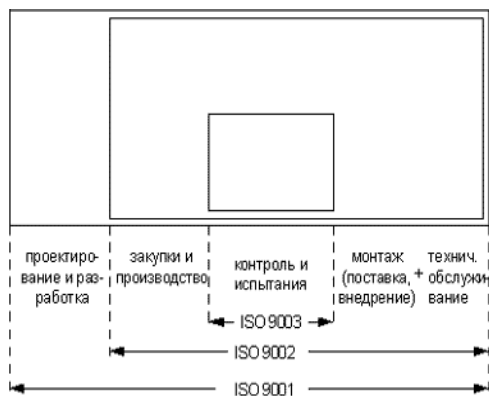 проектиро-
вание и раз-
работка
закупки и
производство
контроль и
испытания
монтаж
(поставка,
внедрение)
+
технич.
обслужи-
вание
ISO 9003
ISO 9002
ISO 9001